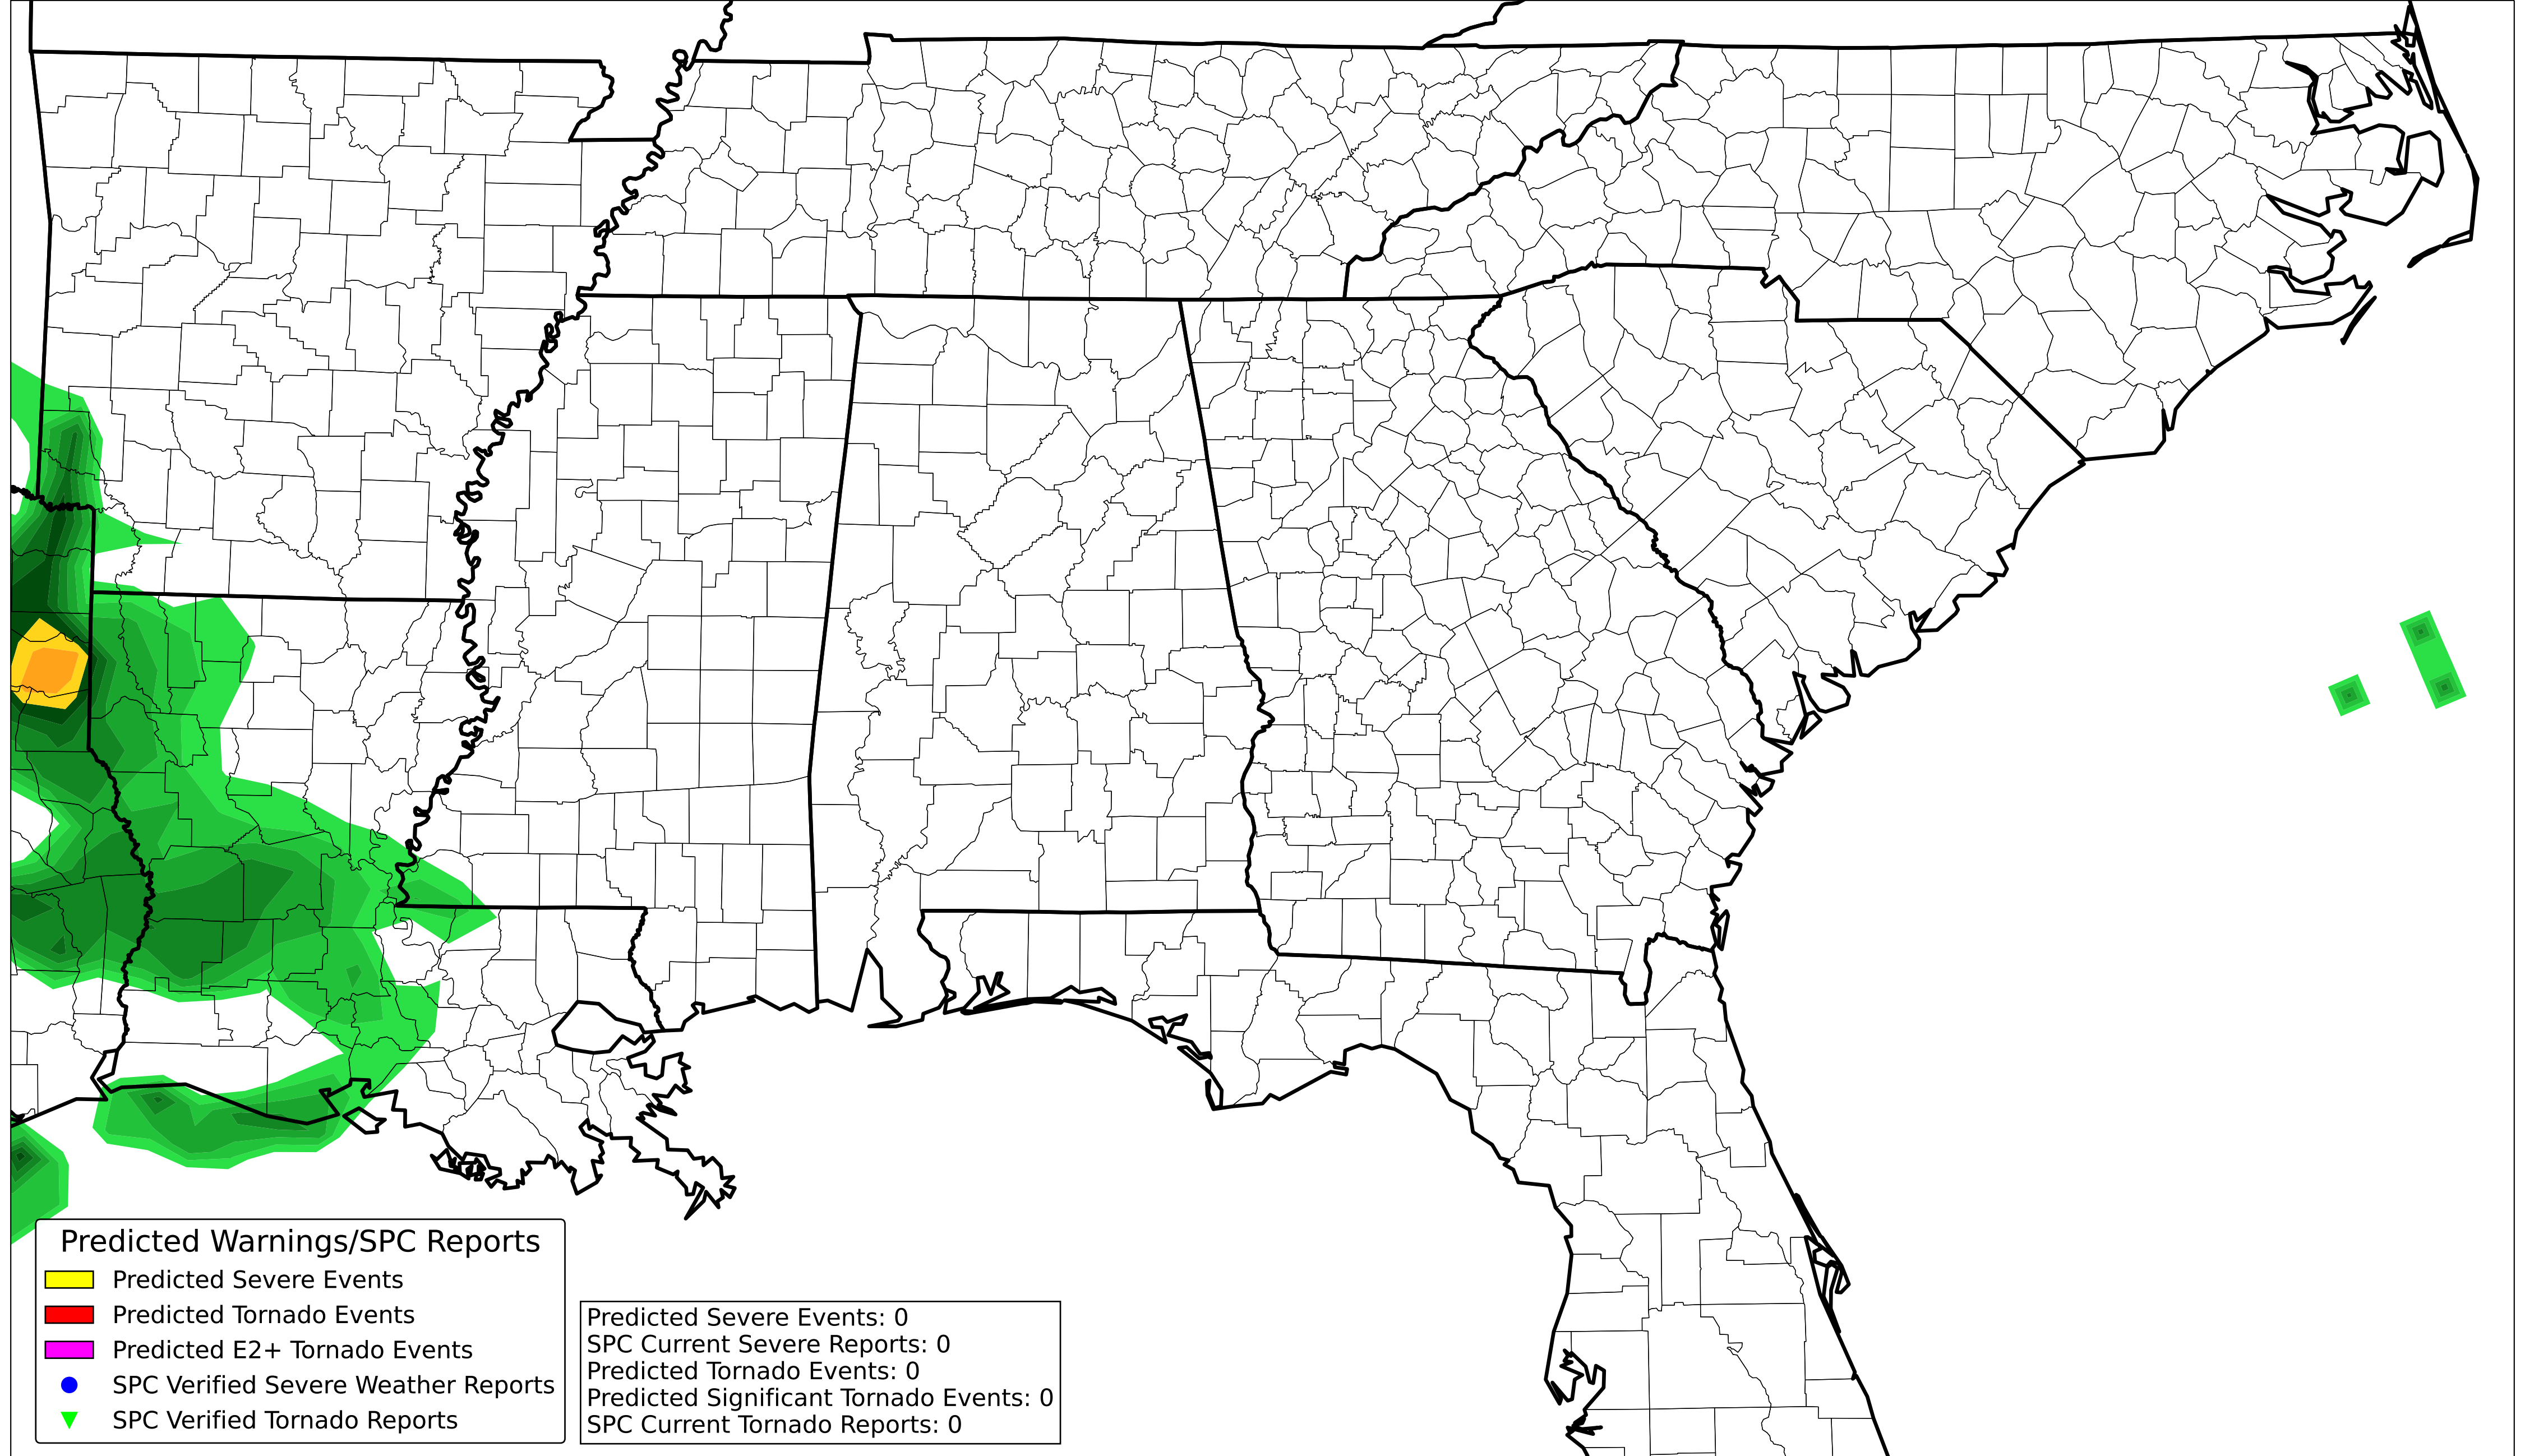 Predicted Warnings/SPC Reports
Predicted Severe Events
Predicted Tornado Events
Predicted E2+ Tornado Events
SPC Verified Severe Weather Reports
SPC Verified Tornado Reports
Predicted Severe Events: 0
SPC Current Severe Reports: 0
Predicted Tornado Events: 0
Predicted Significant Tornado Events: 0
SPC Current Tornado Reports: 0